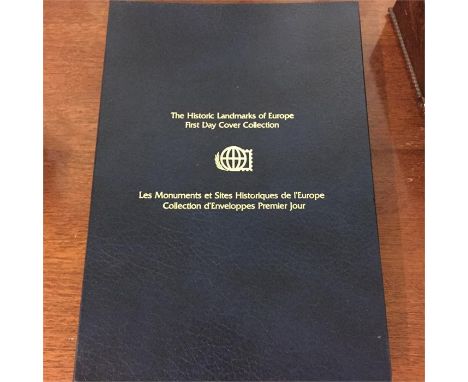 The Historic Landmarks of Europe
First Day Cover Collection
Les Monuments et Sites Historiques de l'Europe
Collection d'Enveloppes Premier Jour